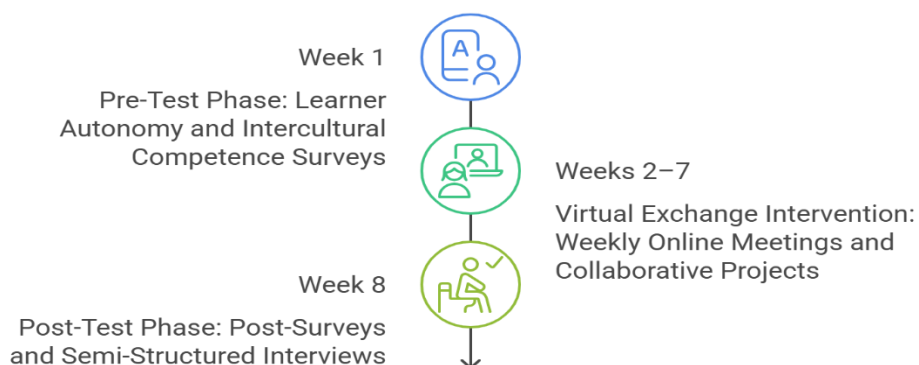 Week 1
Pre-Test Phase: Learner
Autonomy and Intercultural
Competence Surveys
A
Weeks 2–7
Virtual Exchange Intervention:
Weekly Online Meetings and
Collaborative Projects
Week 8
Post-Test Phase: Post-Surveys
and Semi-Structured Interviews